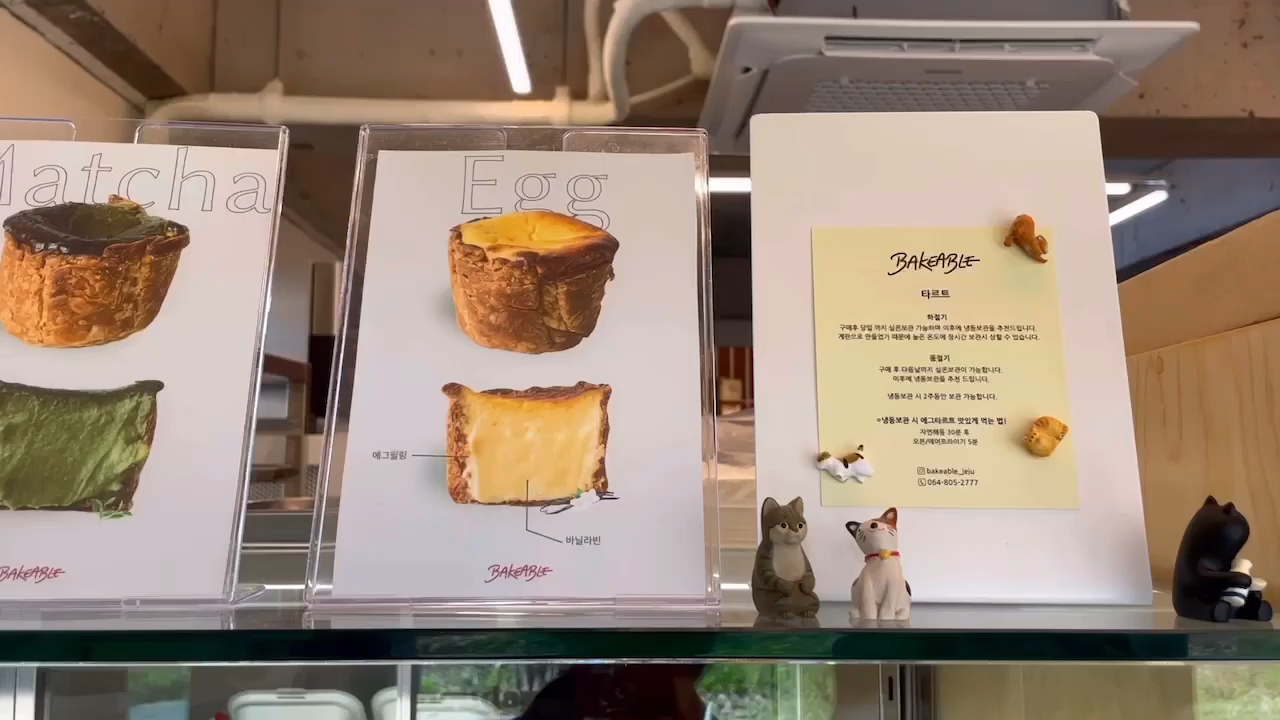 Matcha
BAKEABLE
Egg
에그필링
바닐라빈
BAKEABLE
BAKEABLE
타르트
하절기
구매후 당일 까지 실온보관 가능하며 이후에 냉동보관을 추천드립니다.
계란으로 만들었기 때문에 높은 온도에 장시간 보관시 상할 수 있습니다.
동절기
구매 후 다음날까지 실온보관이 가능합니다.
이후에 냉동보관을 추천 드립니다.
냉동보관 시 2주동안 보관 가능합니다.
*냉동보관 시 에그타르트 맛있게 먹는 법!
자연해동 30분 후
오븐/에어프라이기 5분
bakeable_jeju
064-805-2777